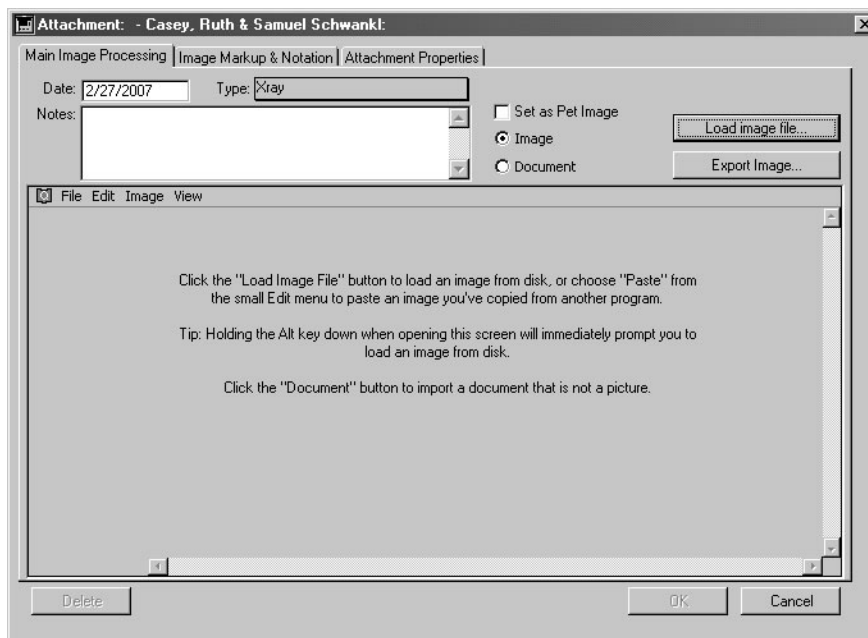 Attachment:  - Casey, Ruth & Samuel Schwankl:
Main Image Processing Image Markup & Notation Attachment Properties
Date: 2/27/2007 Type: Xray
Notes:
Set as Pet Image
Image
Document
Load image file...
Export Image...
File Edit Image View
Click the "Load Image File" button to load an image from disk, or choose "Paste" from
the small Edit menu to paste an image you've copied from another program.
Tip: Holding the Alt key down when opening this screen will immediately prompt you to
load an image from disk.
Click the "Document" button to import a document that is not a picture.
Delete OK Cancel